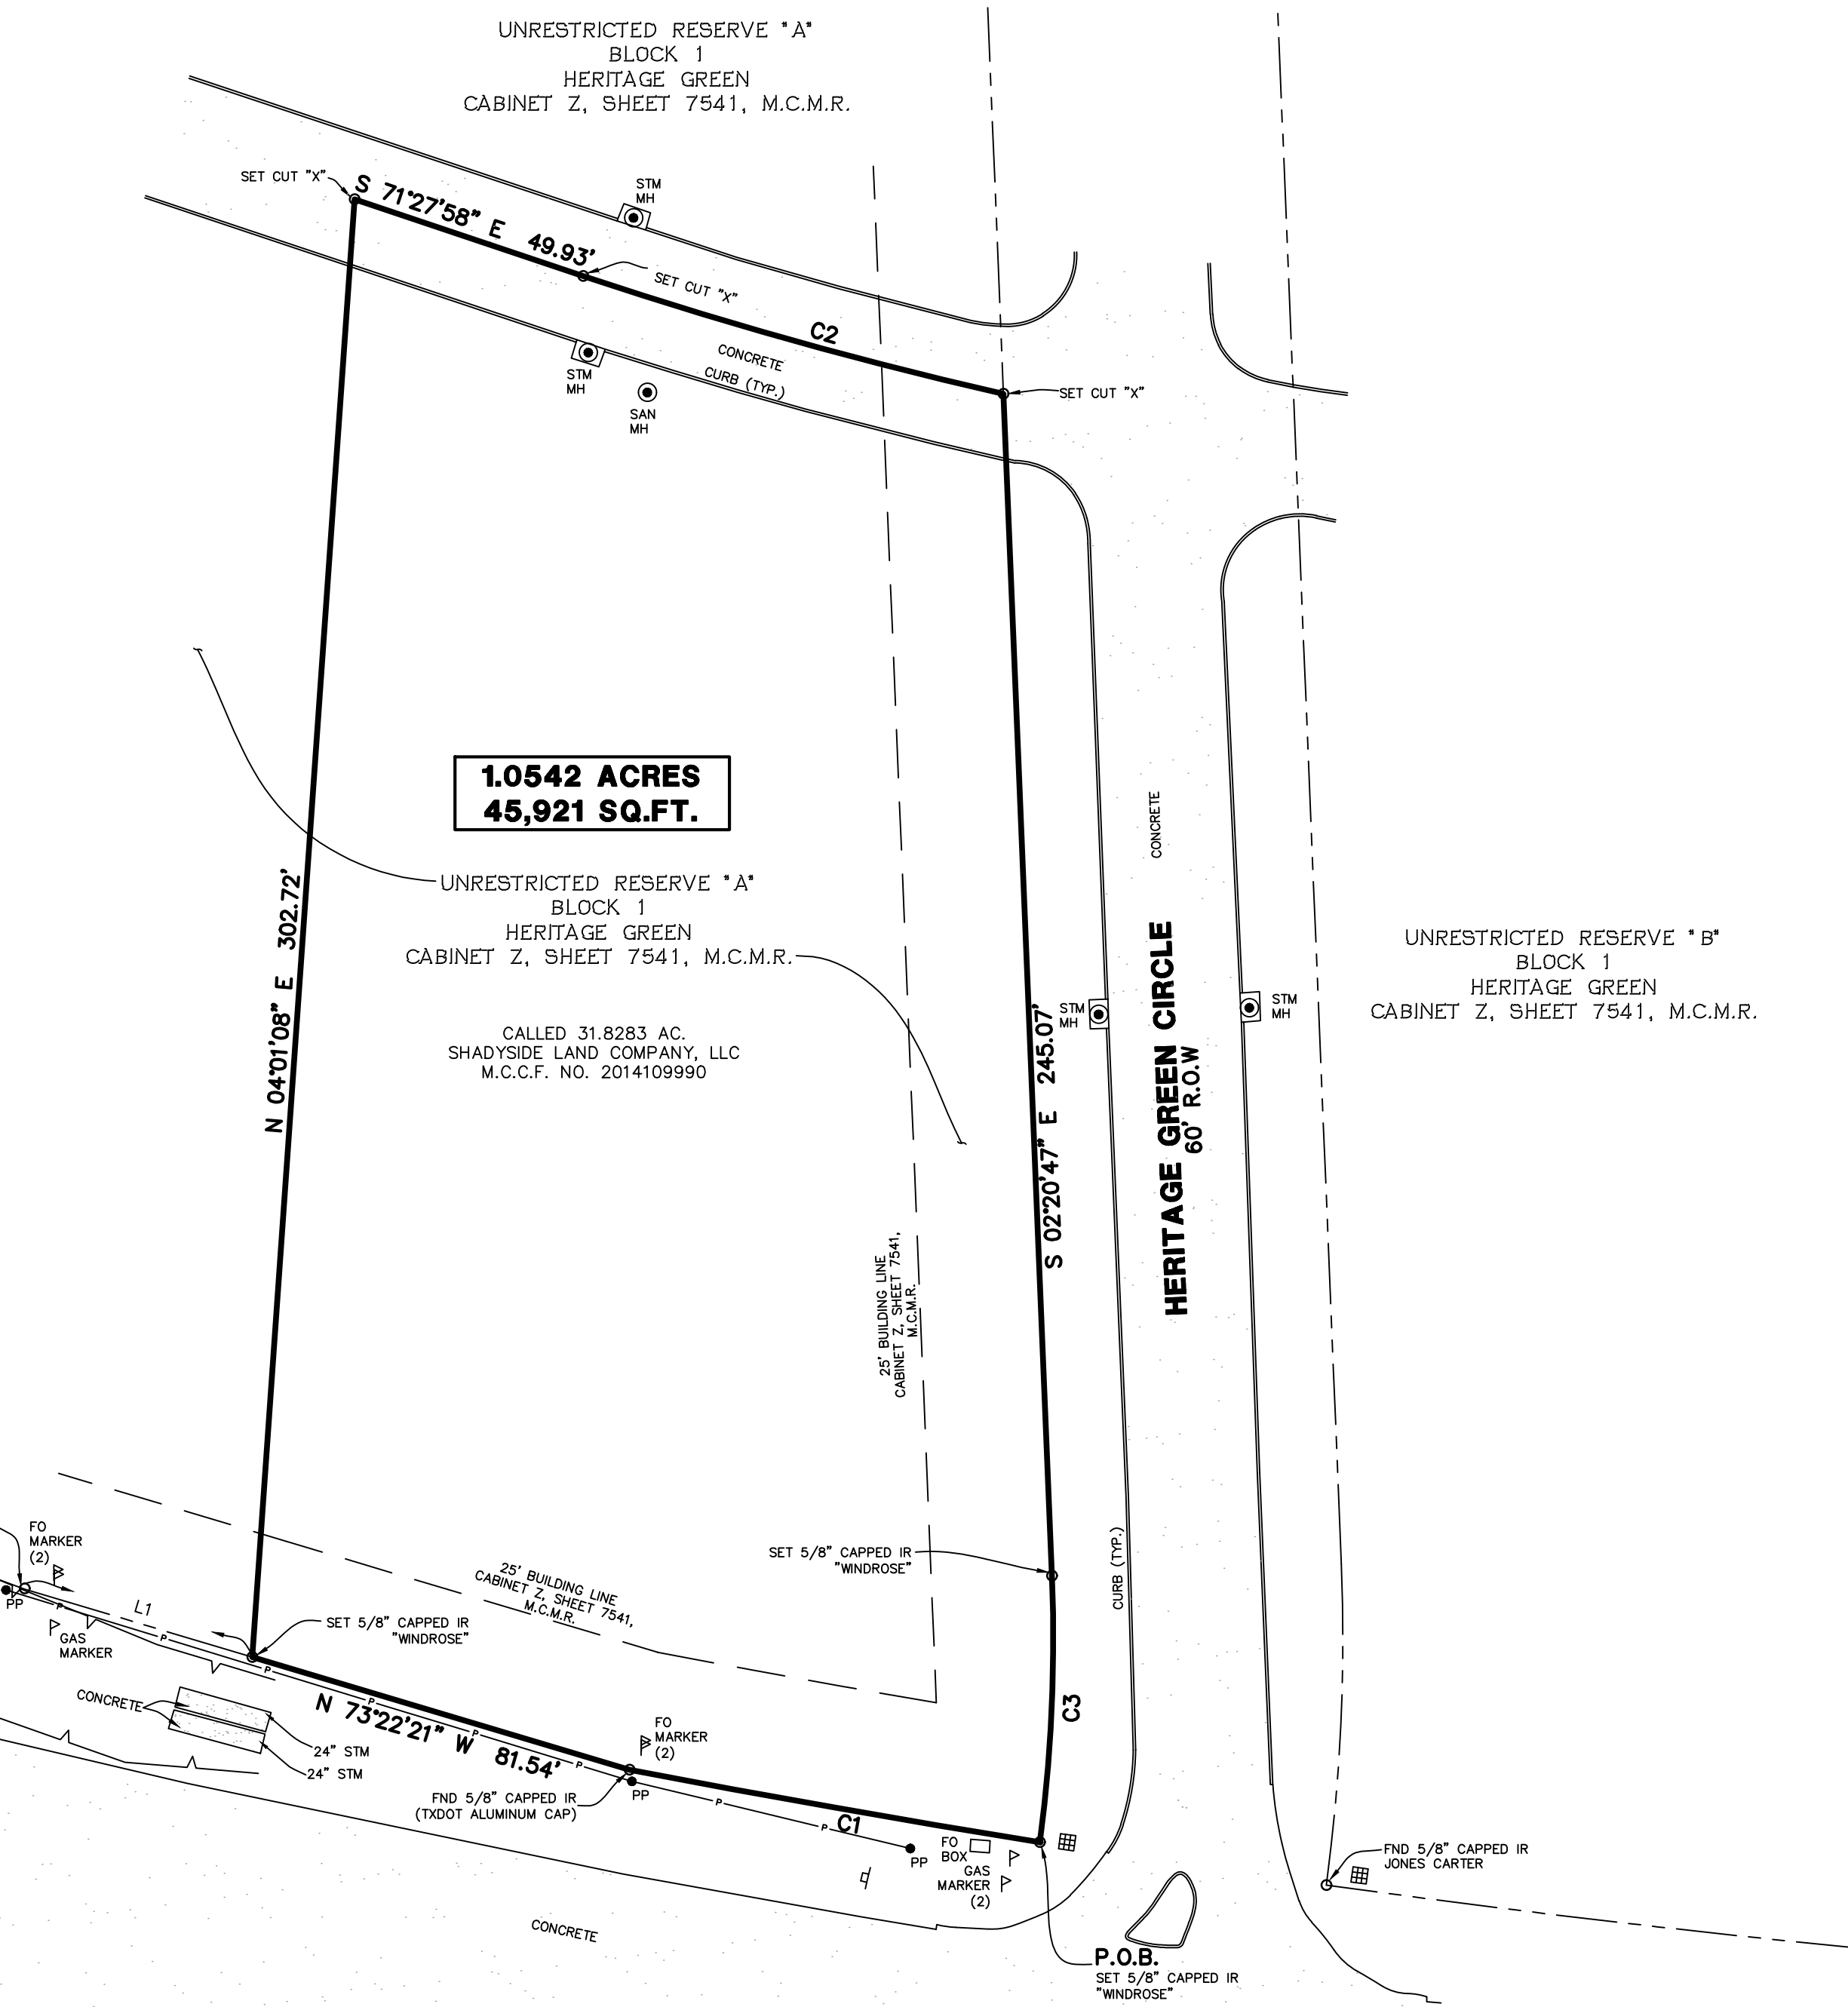 UNRESTRICTED RESERVE "A"
BLOCK 1
HERITAGE GREEN
CABINET Z, SHEET 7541, M.C.M.R.
SET CUT "X"
S 71°27'58" E 49.93'
STM
MH
SET CUT "X"
C2
CONCRETE
CURB (TYP.)
STM
MH
SAN
MH
SET CUT "X"
1.0542 ACRES
45,921 SQ.FT.
UNRESTRICTED RESERVE "A"
BLOCK 1
HERITAGE GREEN
CABINET Z, SHEET 7541, M.C.M.R.
CALLED 31.8283 AC.
SHADYSIDE LAND COMPANY, LLC
M.C.C.F. NO. 2014109990
N 04°01'08" E 302.72'
S 02°20'47" E 245.07'
CONCRETE
HERITAGE GREEN CIRCLE
60' R.O.W
STM
MH
STM
MH
UNRESTRICTED RESERVE "B"
BLOCK 1
HERITAGE GREEN
CABINET Z, SHEET 7541, M.C.M.R.
25' BUILDING LINE
CABINET Z, SHEET 7541,
M.C.M.R.
FO
MARKER
(2)
PP
L1
P
P
GAS
MARKER
SET 5/8" CAPPED IR
"WINDROSE"
25' BUILDING LINE
CABINET Z, SHEET 7541,
M.C.M.R.
SET 5/8" CAPPED IR
"WINDROSE"
CURB (TYP.)
C3
CONCRETE
24" STM
24" STM
P
P
P
P
N 73°22'21" W 81.54'
FO
MARKER
(2)
PP
FND 5/8" CAPPED IR
(TXDOT ALUMINUM CAP)
P
P
C1
PP
FO
BOX
GAS
MARKER
(2)
FND 5/8" CAPPED IR
JONES CARTER
CONCRETE
P.O.B.
SET 5/8" CAPPED IR
"WINDROSE"